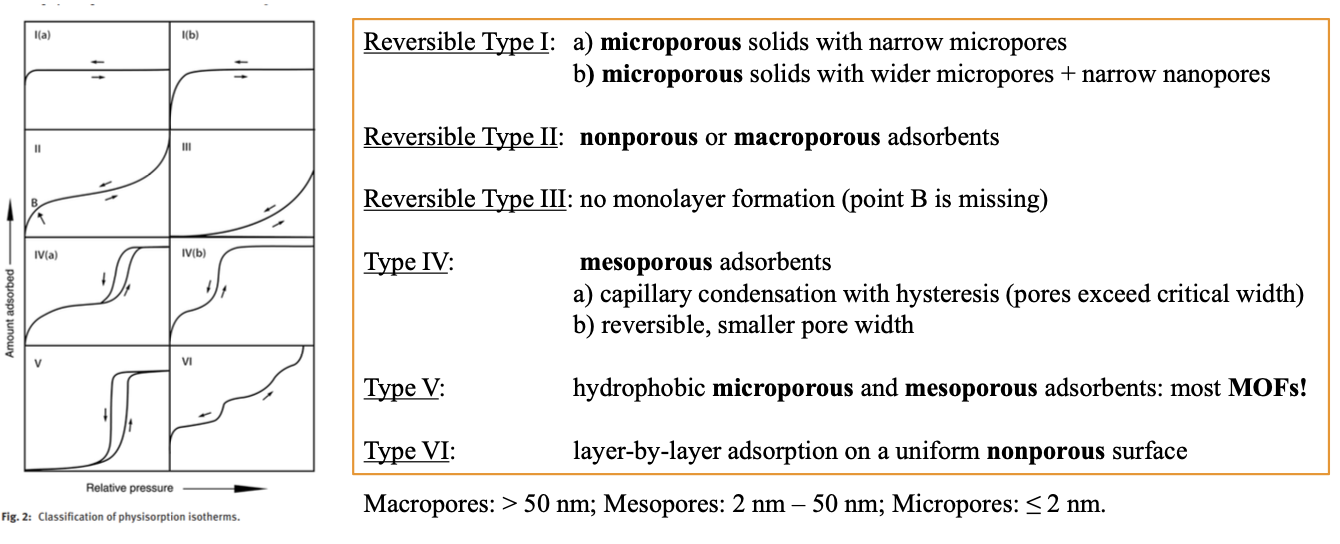 I(a)
I(b)
II
III
B
IV(a)
IV(b)
V
VI
Amount adsorbed
Relative pressure
Fig. 2: Classification of physisorption isotherms.
Reversible Type I: a) microporous solids with narrow micropores
b) microporous solids with wider micropores + narrow nanopores
Reversible Type II: nonporous or macroporous adsorbents
Reversible Type III: no monolayer formation (point B is missing)
Type IV: mesoporous adsorbents
a) capillary condensation with hysteresis (pores exceed critical width)
b) reversible, smaller pore width
Type V: hydrophobic microporous and mesoporous adsorbents: most MOFs!
Type VI: layer-by-layer adsorption on a uniform nonporous surface
Macropores: > 50 nm; Mesopores: 2 nm – 50 nm; Micropores: ≤ 2 nm.